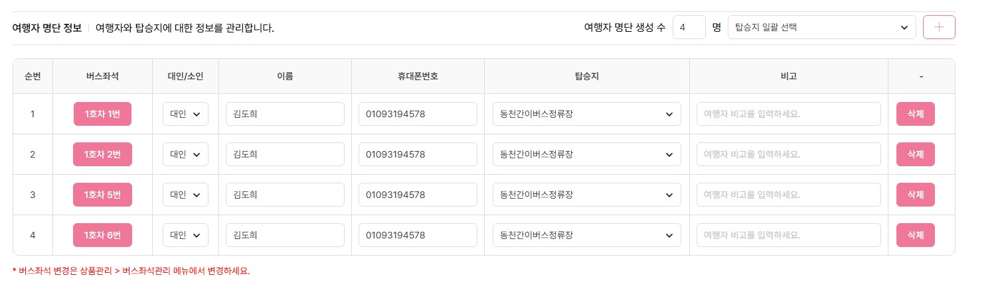 여행자 명단 정보 여행자와 탑승지에 대한 정보를 관리합니다. 여행자 명단 생성 수 4 명 탑승지 일괄 선택 +
순번 버스좌석 대인/소인 이름 휴대폰번호 탑승지 비고 -
1 1호차 1번 대인 김도희 01093194578 동천간이버스정류장 여행자 비고를 입력하세요. 삭제
2 1호차 2번 대인 김도희 01093194578 동천간이버스정류장 여행자 비고를 입력하세요. 삭제
3 1호차 5번 대인 김도희 01093194578 동천간이버스정류장 여행자 비고를 입력하세요. 삭제
4 1호차 6번 대인 김도희 01093194578 동천간이버스정류장 여행자 비고를 입력하세요. 삭제
* 버스좌석 변경은 상품관리 > 버스좌석관리 메뉴에서 변경하세요.